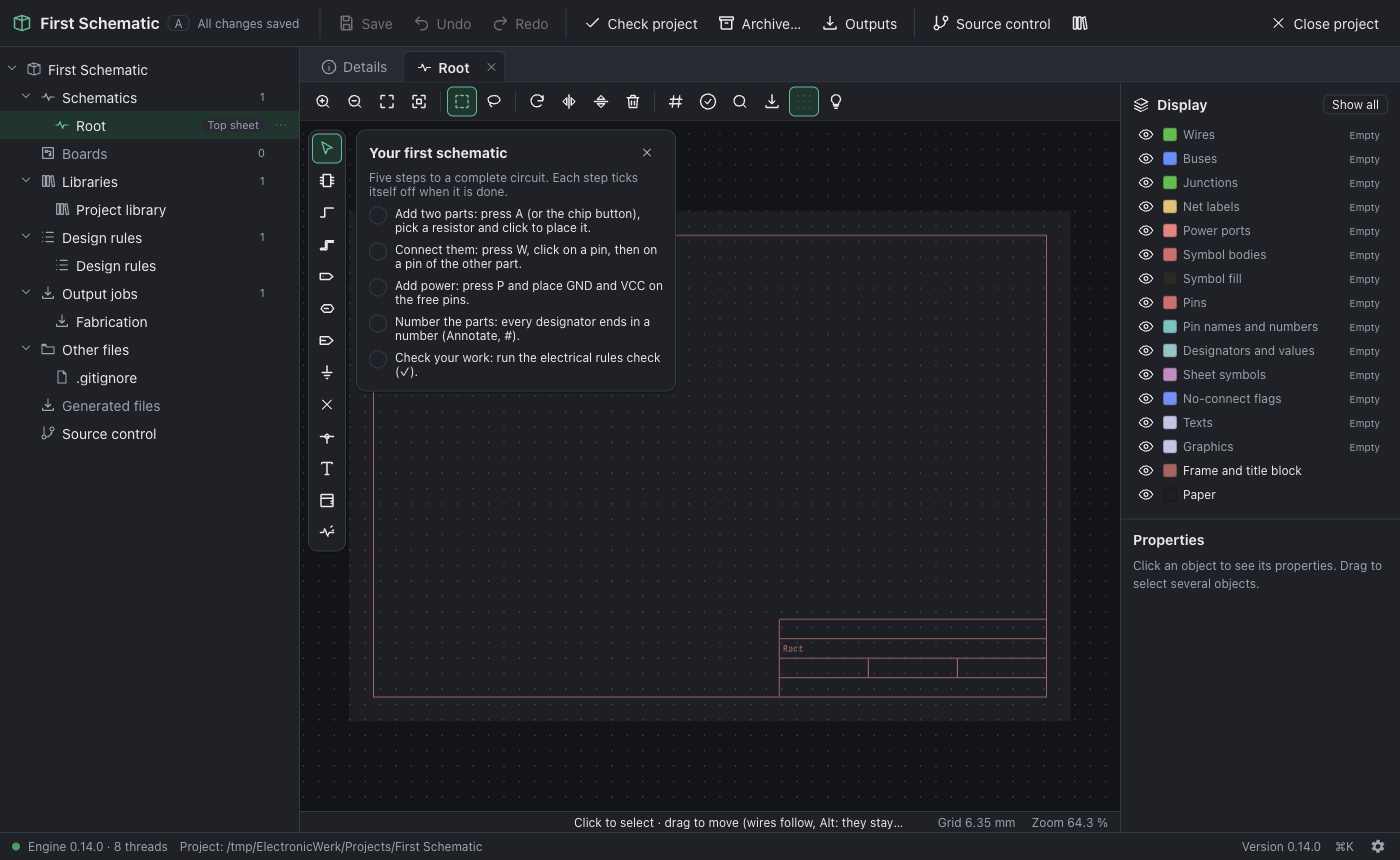 First Schematic A All changes saved Save Undo Redo Check project Archive... Outputs Source control Close project
First Schematic
Schematics 1
Root Top sheet ...
Boards 0
Libraries 1
Project library
Design rules 1
Design rules
Output jobs 1
Fabrication
Other files
.gitignore
Generated files
Source control
Details Root
Your first schematic
Five steps to a complete circuit. Each step ticks
itself off when it is done.
Add two parts: press A (or the chip button),
pick a resistor and click to place it.
Connect them: press W, click on a pin, then on
a pin of the other part.
Add power: press P and place GND and VCC on
the free pins.
Number the parts: every designator ends in a
number (Annotate, #).
Check your work: run the electrical rules check
(✓).
Root
Click to select · drag to move (wires follow, Alt: they stay... Grid 6.35 mm Zoom 64.3 %
Display Show all
Wires Empty
Buses Empty
Junctions Empty
Net labels Empty
Power ports Empty
Symbol bodies Empty
Symbol fill Empty
Pins Empty
Pin names and numbers Empty
Designators and values Empty
Sheet symbols Empty
No-connect flags Empty
Texts Empty
Graphics Empty
Frame and title block
Paper
Properties
Click an object to see its properties. Drag to
select several objects.
Engine 0.14.0 · 8 threads Project: /tmp/ElectronicWerk/Projects/First Schematic Version 0.14.0 ⌘K